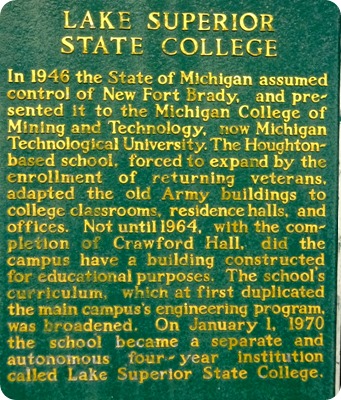 LAKE SUPERIOR
STATE COLLEGE
In 1946 the State of Michigan assumed
control of New Fort Brady, and pre-
sented it to the Michigan College of
Mining and Technology, now Michigan
Technological University. The Houghton-
based school, forced to expand by the
enrollment of returning veterans,
adapted the old Army buildings to
college classrooms, residence halls, and
offices. Not until 1964, with the com-
pletion of Crawford Hall, did the
campus have a building constructed
for educational purposes. The school's
curriculum, which at first duplicated
the main campus's engineering program,
was broadened. On January 1, 1970
the school became a separate and
autonomous four-year institution
called Lake Superior State College.